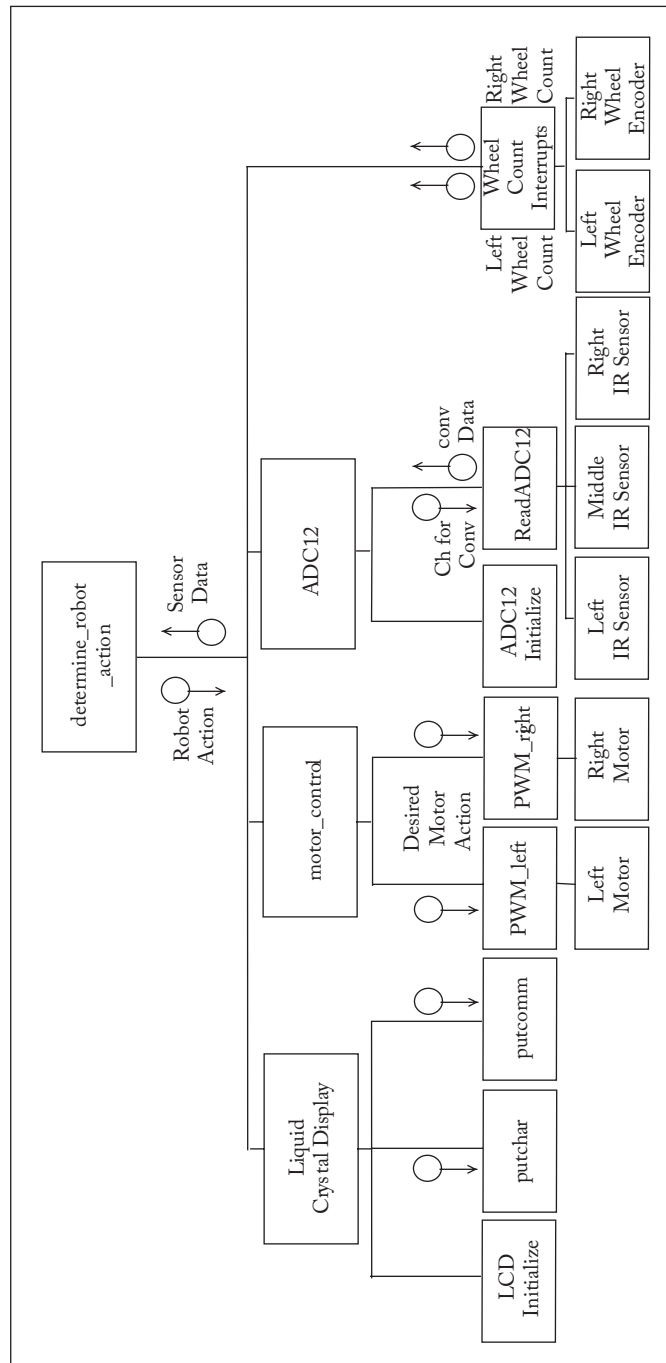 determine_robot
_action
Robot
Action
Sensor
Data
Liquid
Crystal Display
motor_control
ADC12
LCD
Initialize
putchar
putcomm
Desired
Motor
Action
PWM_left
PWM_right
Left
Motor
Right
Motor
Ch for
Conv
conv
Data
ADC12
Initialize
ReadADC12
Left
IR Sensor
Middle
IR Sensor
Right
IR Sensor
Left
Wheel
Count
Wheel
Count
Interrupts
Right
Wheel
Count
Left
Wheel
Encoder
Right
Wheel
Encoder